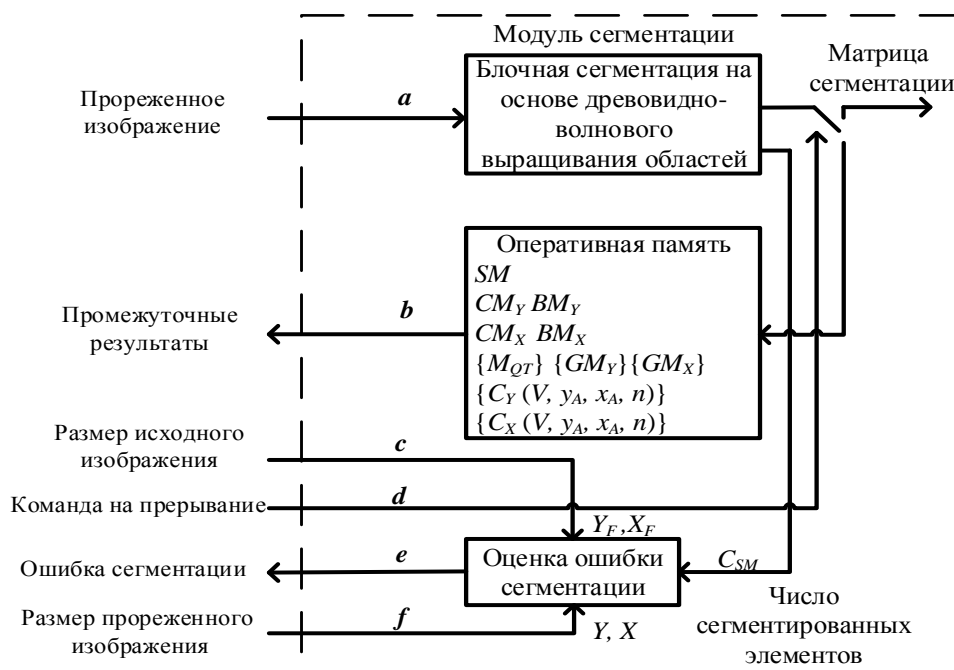 Модуль сегментации
Блочная сегментация на
основе древовидно-
волнового
выращивания областей
Матрица
сегментации
Прореженное
изображение
a
Оперативная память
SM
CM_Y BM_Y
CM_X BM_X
{M_QT} {GM_Y}{GM_X}
{C_Y (V, y_A, x_A, n)}
{C_X (V, y_A, x_A, n)}
Промежуточные
результаты
b
Размер исходного
изображения
c
Команда на прерывание
d
Y_F ,X_F
Ошибка сегментации
e
Оценка ошибки
сегментации
C_SM
Число
сегментированных
элементов
Размер прореженного
изображения
f
Y, X